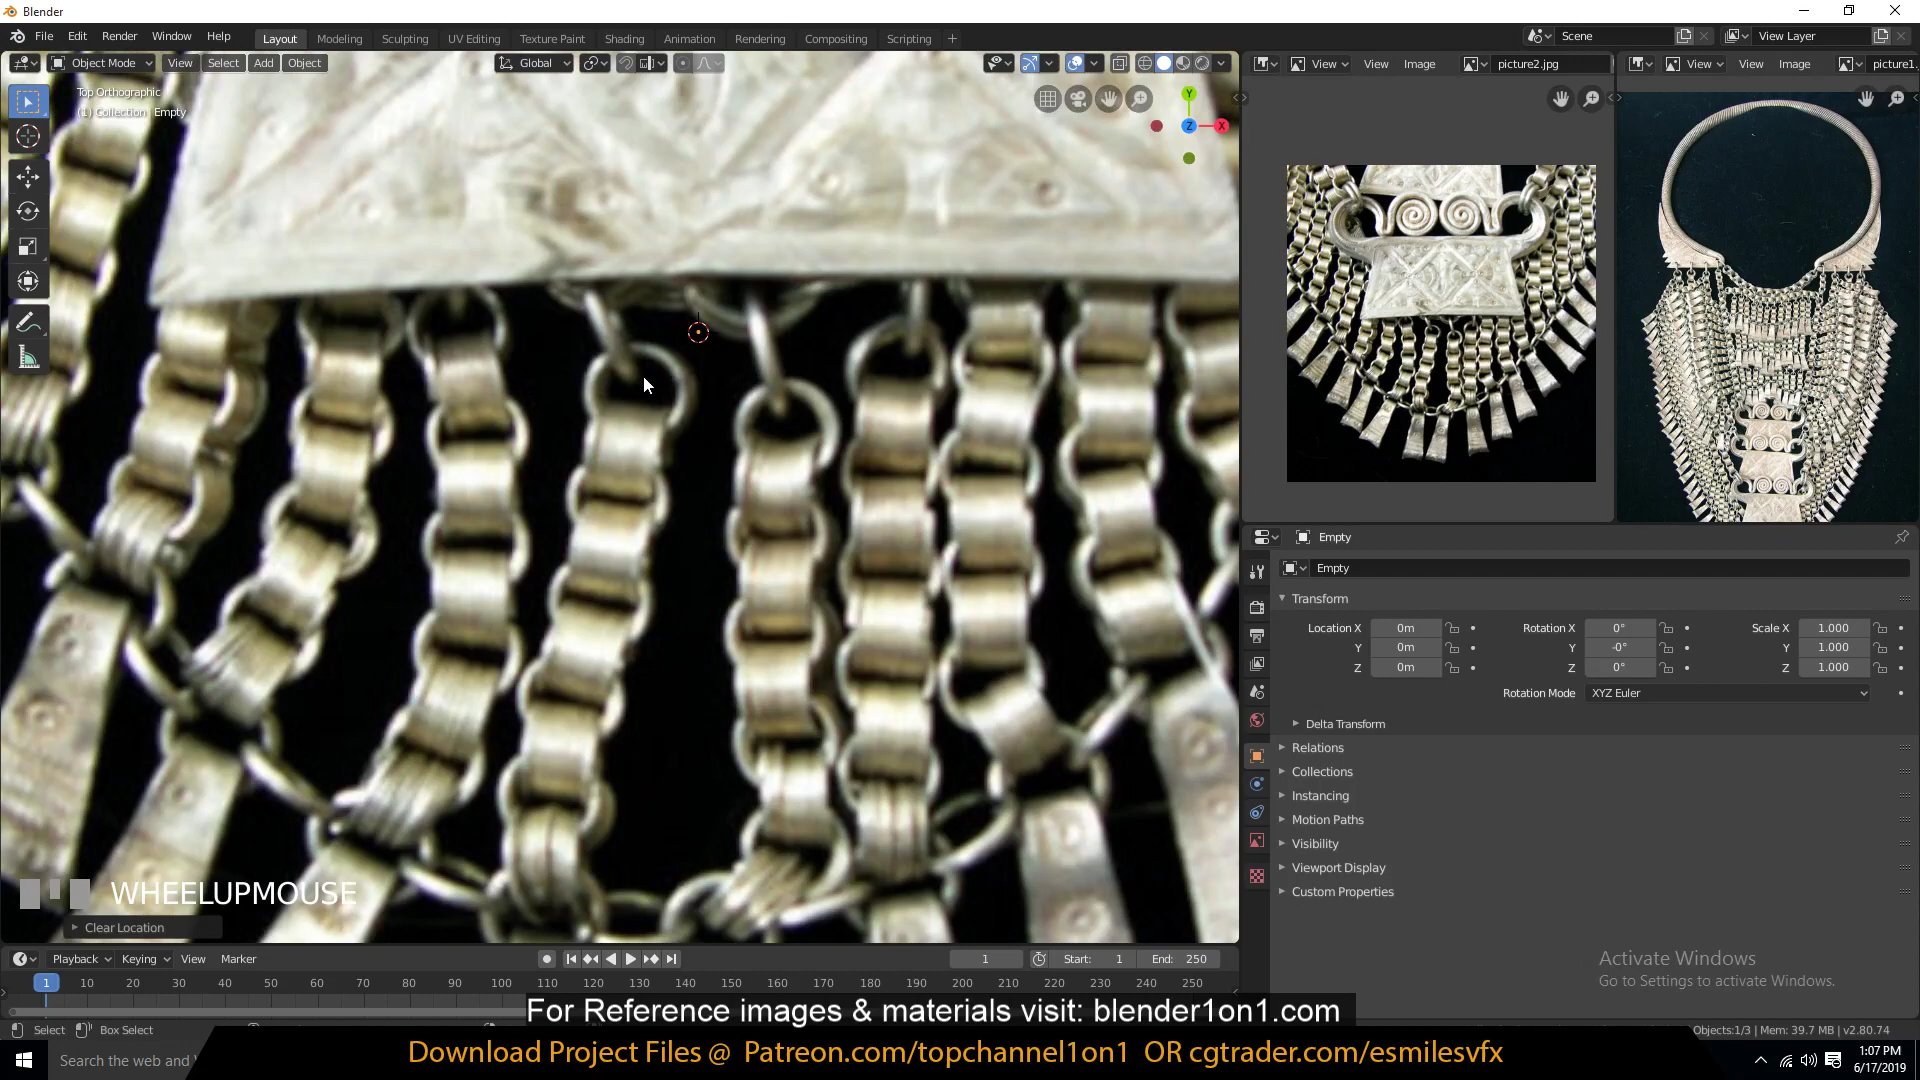 Blender
File Edit Render Window Help
Layout Modeling Sculpting UV Editing Texture Paint Shading Animation Rendering Compositing Scripting
Scene
View Layer
Object Mode View Select Add Object
Global
View View Image picture2.jpg
View View Image picture1.
Top Orthographic
(1) Collection | Empty
Y
Z
X
Empty
Empty
Transform
Location X 0m Rotation X 0° Scale X 1.000
Y 0m Y -0° Y 1.000
Z 0m Z 0° Z 1.000
Rotation Mode XYZ Euler
Delta Transform
Relations
Collections
Instancing
Motion Paths
Visibility
Viewport Display
Custom Properties
WHEELUPMOUSE
Clear Location
Playback Keying View Marker
1 Start: 1 End: 250
1 10 20 30 40 50 60 70 80 90 100 110 120 130 140 150 160 170 180 190 200 210 220 230 240 250
Activate Windows
Go to Settings to activate Windows.
For Reference images & materials visit: blender1on1.com
Select Box Select
Objects:1/3 | Mem: 39.7 MB | v2.80.74
Search the web and
Download Project Files @ Patreon.com/topchannel1on1 OR cgtrader.com/esmilesvfx
1:07 PM
6/17/2019